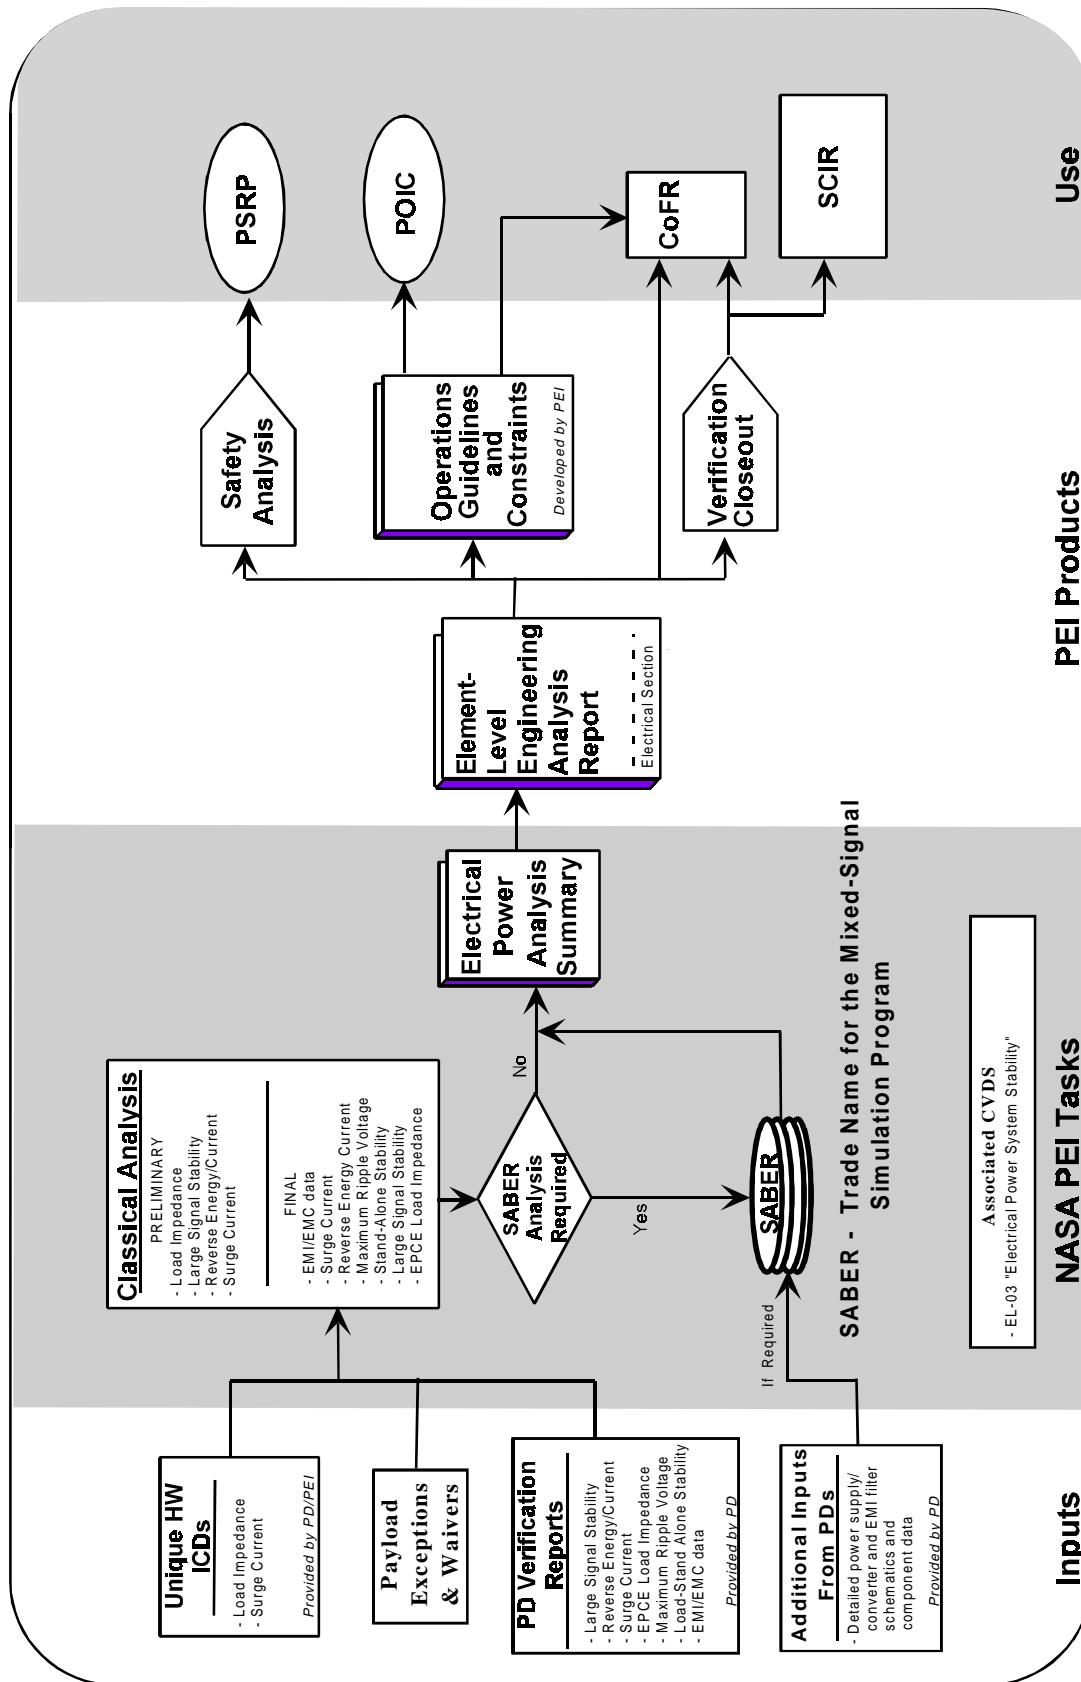 Unique HW
ICDs
- Load Impedance
- Surge Current
Provided by PD/PEI
Payload
Exceptions
& Waivers
PD Verification
Reports
- Large Signal Stability
- Reverse Energy/Current
- Surge Current
- EPCE Load Impedance
- Maximum Ripple Voltage
- Load-Stand Alone Stability
- EMI/EMC data
Provided by PD
Additional Inputs
From PDs
- Detailed power supply/
converter and EMI filter
schematics and
component data
Provided by PD
Inputs
Classical Analysis
PRELIMINARY
- Load Impedance
- Large Signal Stability
- Reverse Energy/Current
- Surge Current
FINAL
- EMI/EMC data
- Surge Current
- Reverse Energy Current
- Maximum Ripple Voltage
- Stand-Alone Stability
- Large Signal Stability
- EPCE Load Impedance
SABER
Analysis
Required
No
Yes
If Required
SABER
SABER - Trade Name for the Mixed-Signal
Simulation Program
Electrical
Power
Analysis
Summary
Associated CVDS
- EL-03 "Electrical Power System Stability"
NASA PEI Tasks
Element-
Level
Engineering
Analysis
Report
Electrical Section
Safety
Analysis
Operations
Guidelines
and
Constraints
Developed by PEI
Verification
Closeout
PEI Products
PSRP
POIC
CoFR
SCIR
Use